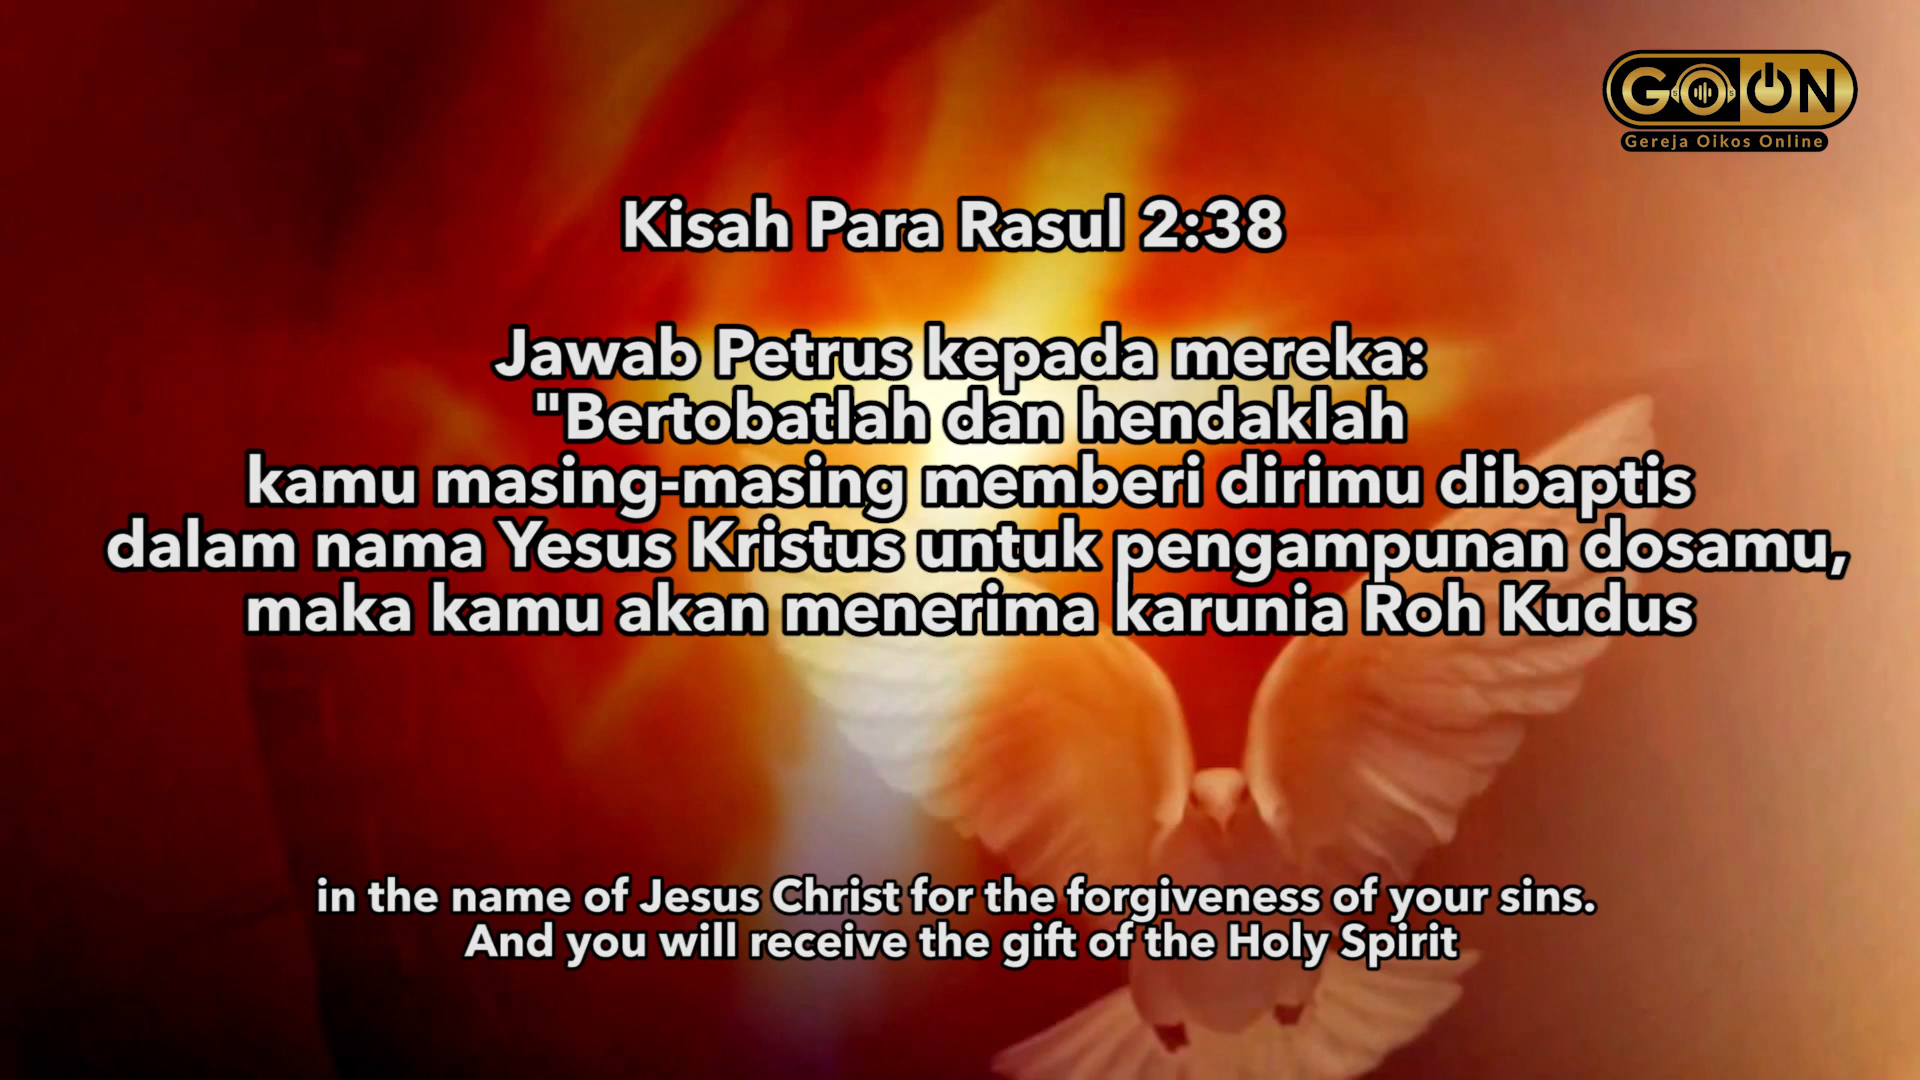 GOON
Gereja Oikos Online
Kisah Para Rasul 2:38
Jawab Petrus kepada mereka:
"Bertobatlah dan hendaklah
kamu masing-masing memberi dirimu dibaptis
dalam nama Yesus Kristus untuk pengampunan dosamu,
maka kamu akan menerima karunia Roh Kudus
in the name of Jesus Christ for the forgiveness of your sins.
And you will receive the gift of the Holy Spirit